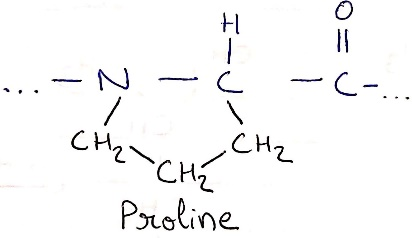 O
H
... N C C ...
CH₂ CH₂
CH₂
Proline